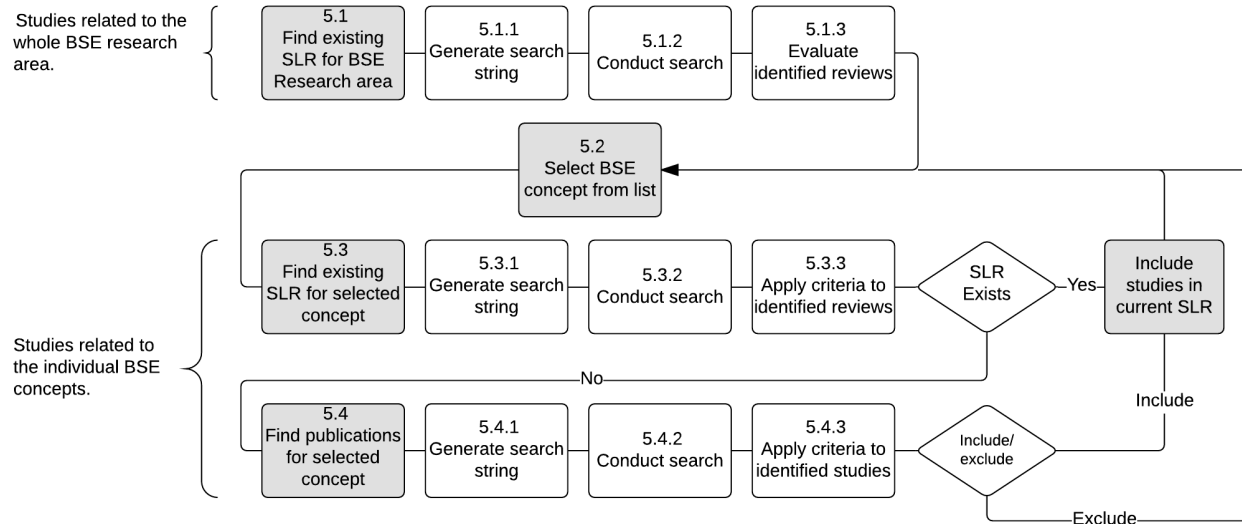 Studies related to the
whole BSE research
area.
5.1
Find existing
SLR for BSE
Research area
5.1.1
Generate search
string
5.1.2
Conduct search
5.1.3
Evaluate
identified reviews
5.2
Select BSE
concept from list
Studies related to
the individual BSE
concepts.
5.3
Find existing
SLR for selected
concept
5.3.1
Generate search
string
5.3.2
Conduct search
5.3.3
Apply criteria to
identified reviews
SLR
Exists
Yes
Include
studies in
current SLR
No
Include
5.4
Find publications
for selected
concept
5.4.1
Generate search
string
5.4.2
Conduct search
5.4.3
Apply criteria to
identified studies
Include/
exclude
Exclude